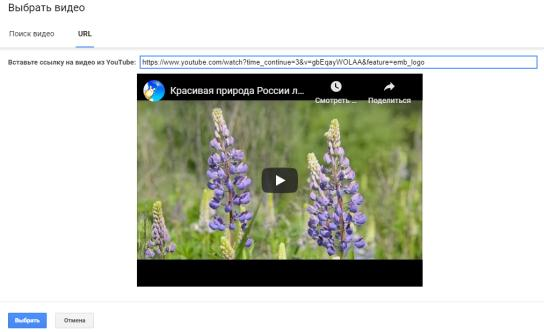 Выбрать видео
Поиск видео URL
Вставьте ссылку на видео из YouTube: https://www.youtube.com/watch?time_continue=3&v=gbEqayWOLAA&feature=emb_logo
Красивая природа России л...
Смотреть ... Поделиться
Выбрать Отмена